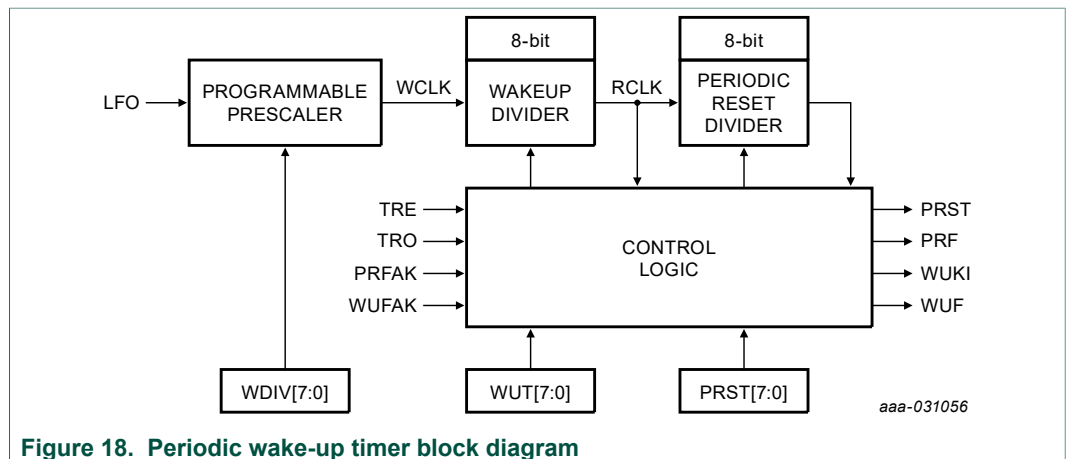 8-bit
8-bit
LFO
PROGRAMMABLE
PRESCALER
WCLK
WAKEUP
DIVIDER
RCLK
PERIODIC
RESET
DIVIDER
TRE
TRO
PRFAK
WUFAK
CONTROL
LOGIC
PRST
PRF
WUKI
WUF
WDIV[7:0]
WUT[7:0]
PRST[7:0]
aaa-031056
Figure 18. Periodic wake-up timer block diagram